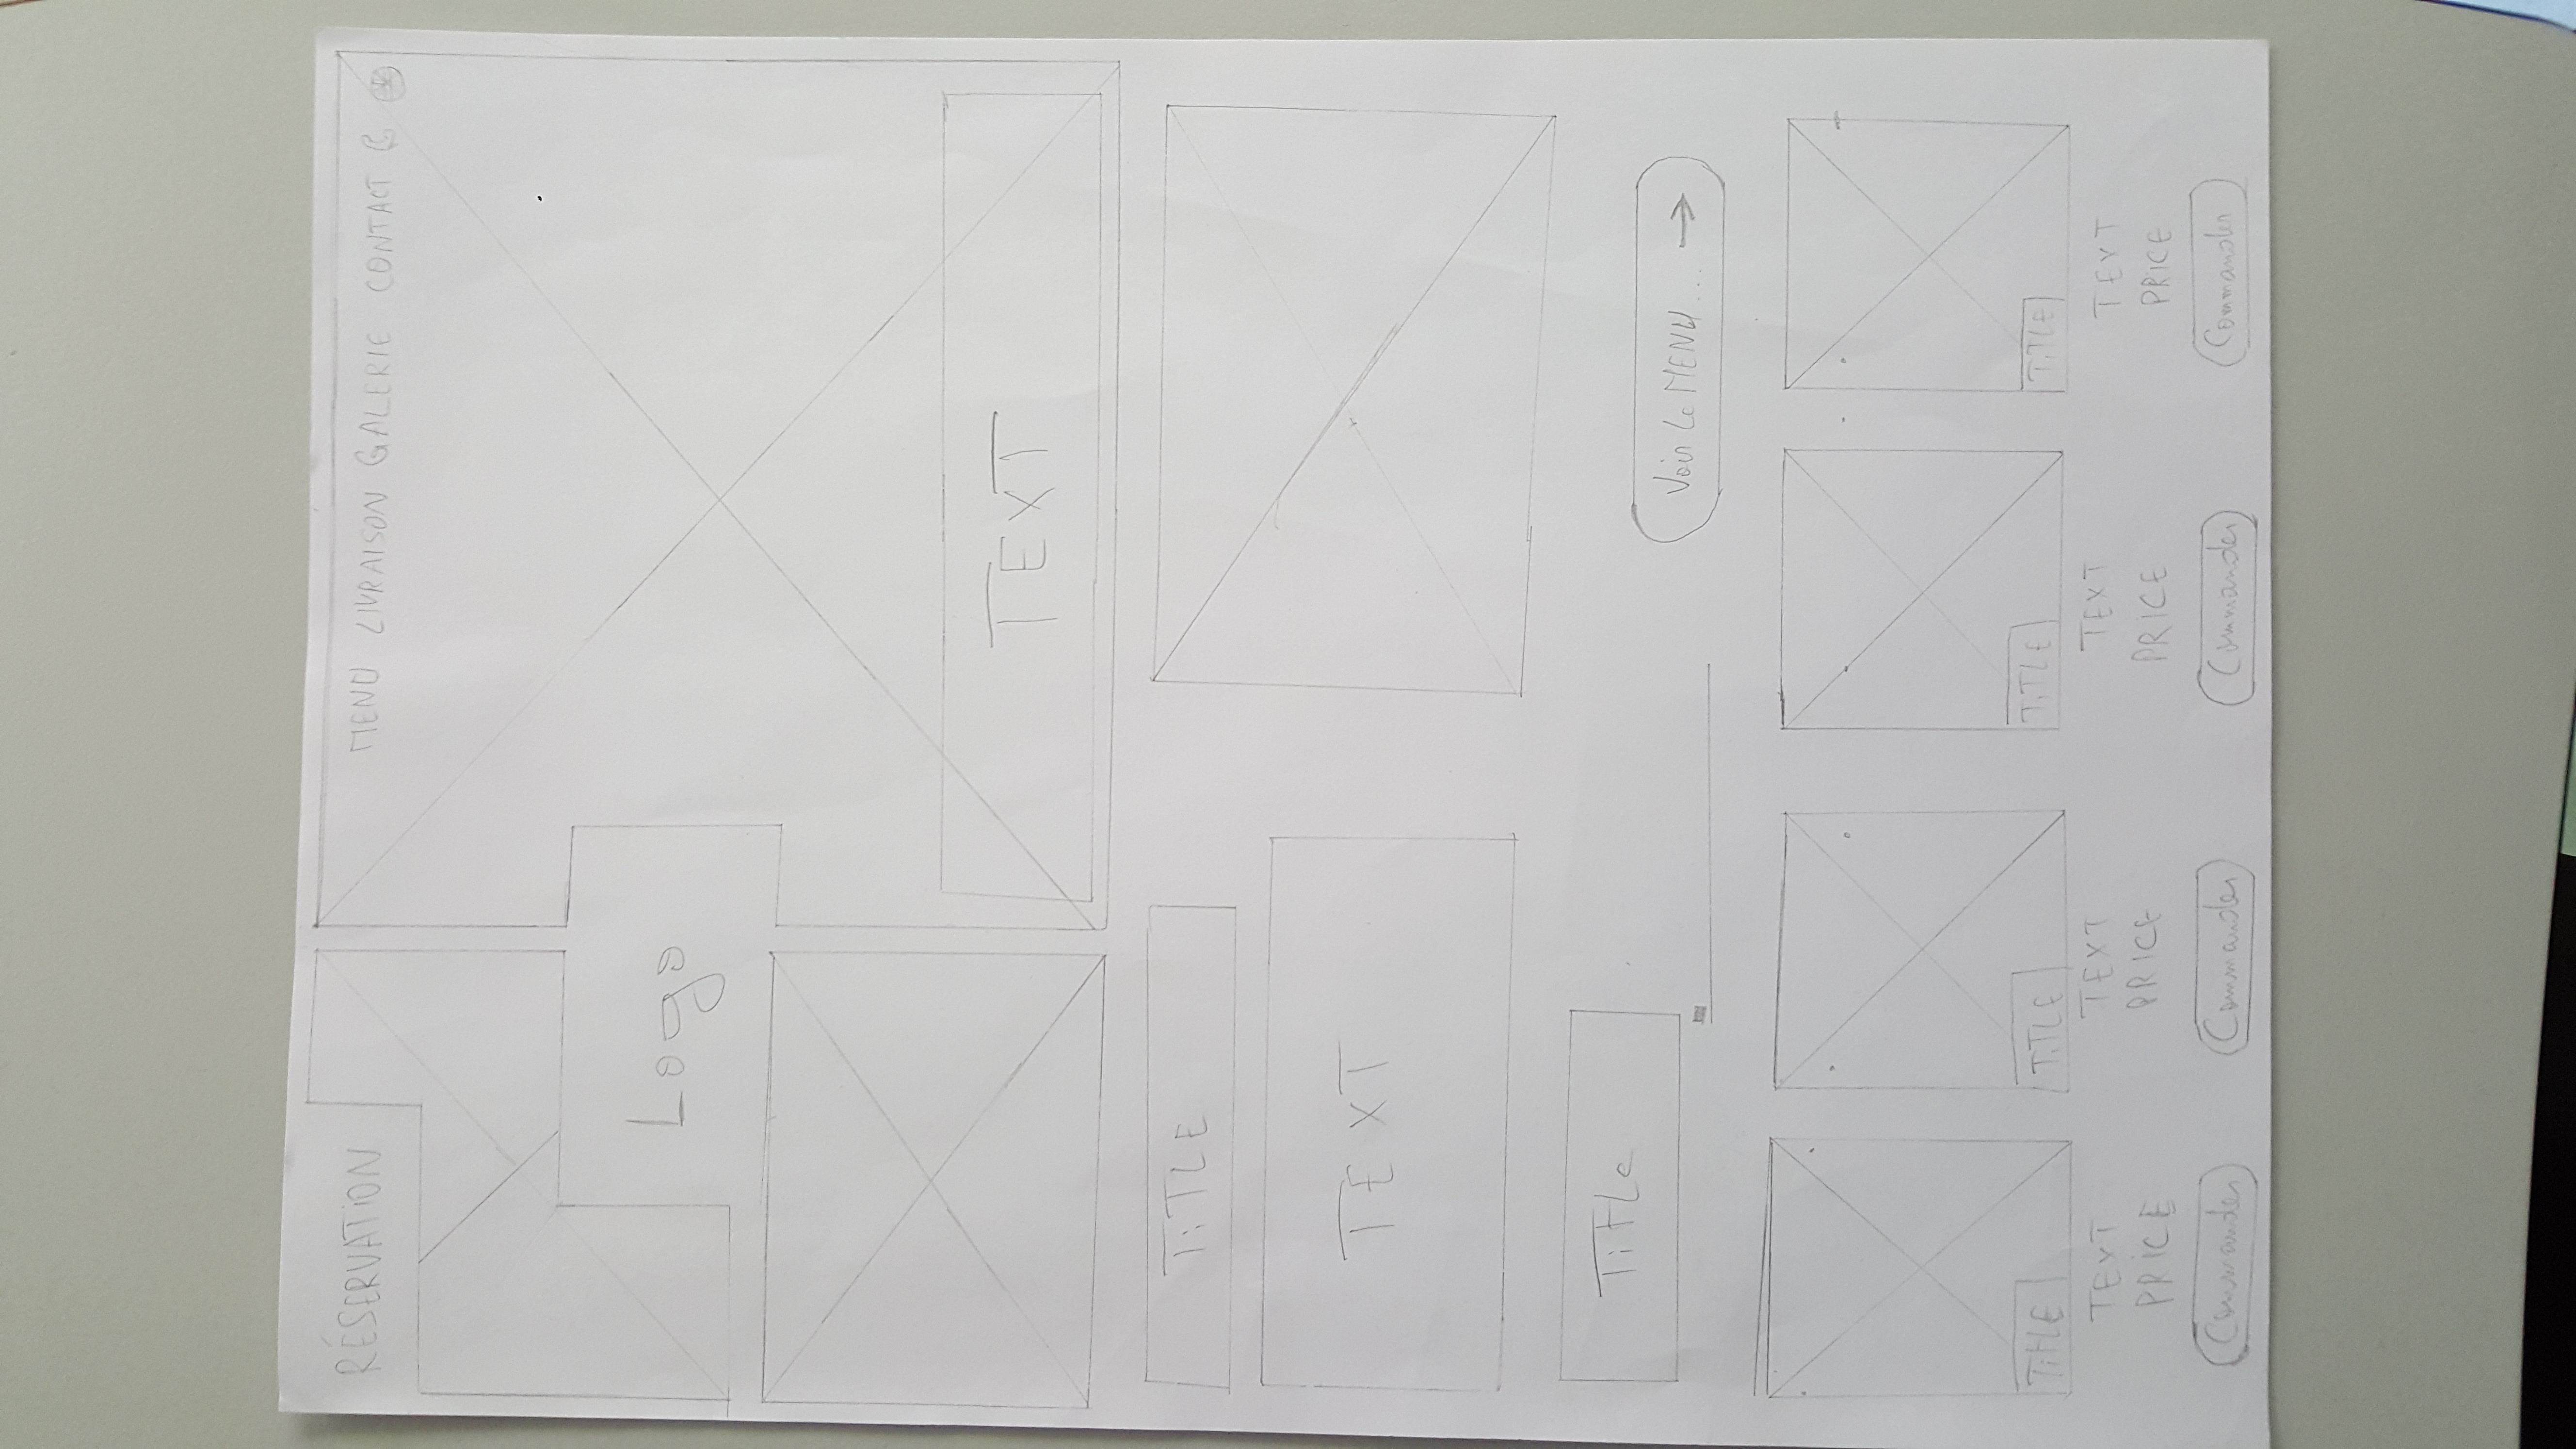 RÉSERVATION
MENU LIVRAISON GALERIE CONTACT
Logo
TEXT
TiTLE
TEXT
TiTLe
Voir Le MENU... →
TiTLE
TiTLE
TiTLE
TiTLE
TEXT
TEXT
TEXT
TEXT
PRICE
PRICE
PRICE
PRICE
Commander
Commander
Commander
Commander